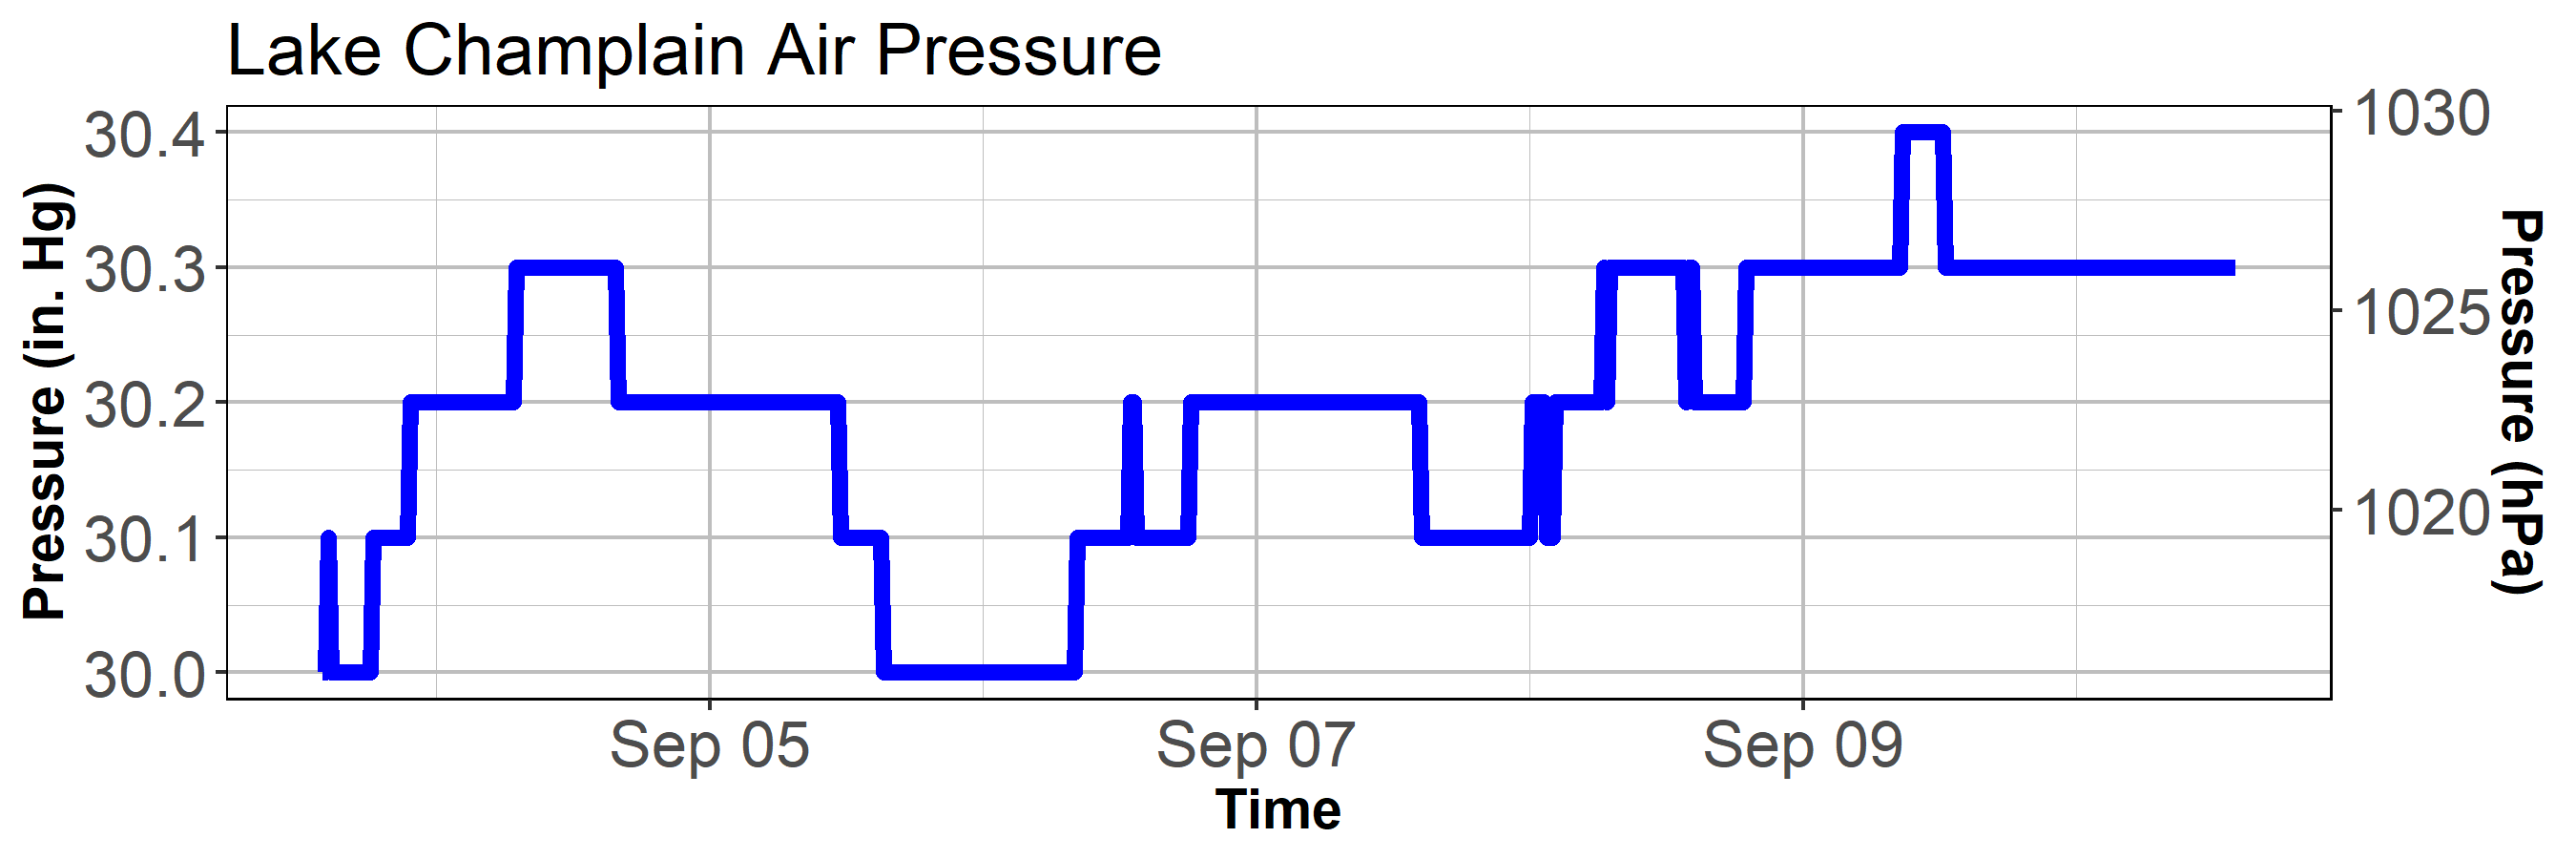 Lake Champlain Air Pressure
Pressure (in. Hg)
30.4
30.3
30.2
30.1
30.0
1030
1025
1020
Pressure (hPa)
Sep 05
Sep 07
Sep 09
Time